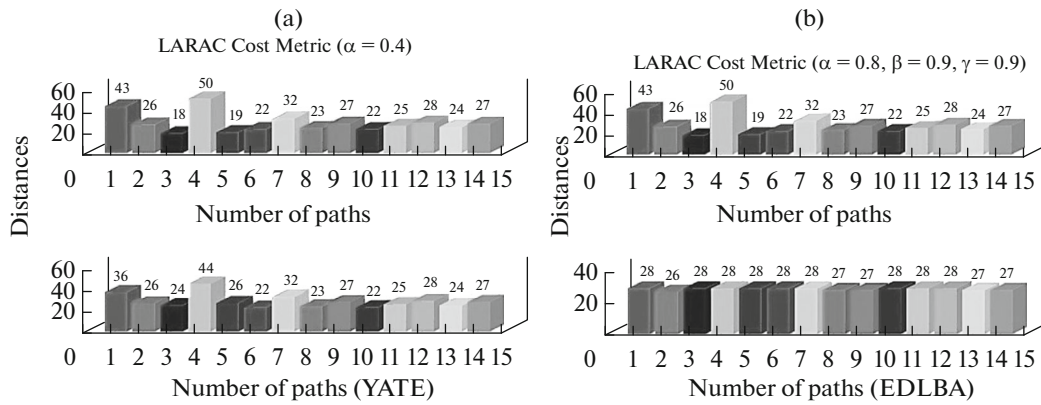 (a)
LARAC Cost Metric (α = 0.4)
Distances
60
40
20
43 26 18 50 19 22 32 23 27 22 25 28 24 27
0 1 2 3 4 5 6 7 8 9 10 11 12 13 14 15
Number of paths
60
40
20
36 26 24 44 26 22 32 23 27 22 25 28 24 27
0 1 2 3 4 5 6 7 8 9 10 11 12 13 14 15
Number of paths (YATE)
(b)
LARAC Cost Metric (α = 0.8, β = 0.9, γ = 0.9)
Distances
60
40
20
43 26 18 50 19 22 32 23 27 22 25 28 24 27
0 1 2 3 4 5 6 7 8 9 10 11 12 13 14 15
Number of paths
40
20
28 26 28 28 28 28 28 27 27 28 28 28 27 27
0 1 2 3 4 5 6 7 8 9 10 11 12 13 14 15
Number of paths (EDLBA)